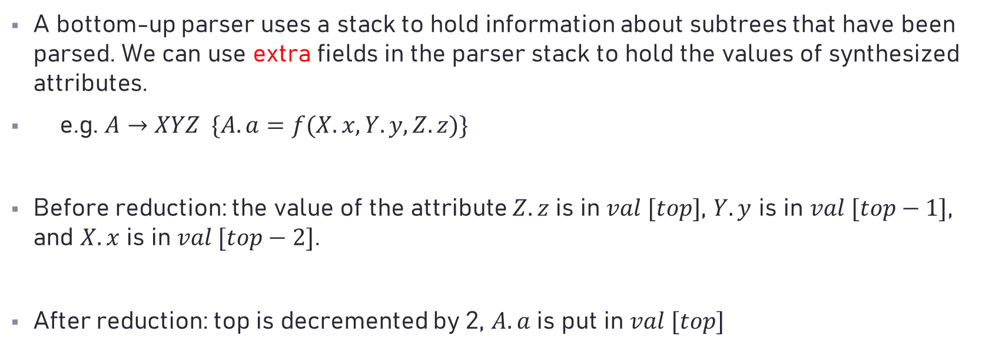 ▪ A bottom-up parser uses a stack to hold information about subtrees that have been
parsed. We can use extra fields in the parser stack to hold the values of synthesized
attributes.
▪ e.g. A → XYZ {A. a = f(X. x, Y. y, Z. z)}
▪ Before reduction: the value of the attribute Z. z is in val [top], Y. y is in val [top − 1],
and X. x is in val [top − 2].
▪ After reduction: top is decremented by 2, A. a is put in val [top]